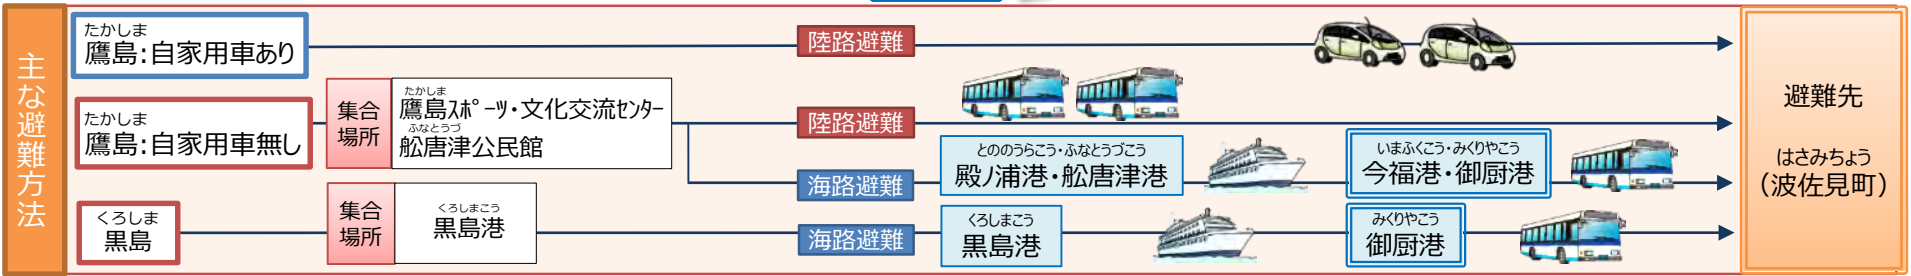 主な避難方法
たかしま
鷹島:自家用車あり
陸路避難
たかしま
鷹島:自家用車無し
集合
場所
たかしま
鷹島ｽﾎﾟｰﾂ・文化交流ｾﾝﾀｰ
ふなとうづ
舩唐津公民館
陸路避難
海路避難
とののうらこう・ふなとうづこう
殿ノ浦港・舩唐津港
いまふくこう・みくりやこう
今福港・御厨港
くろしま
黒島
集合
場所
くろしまこう
黒島港
海路避難
くろしまこう
黒島港
みくりやこう
御厨港
避難先
はさみちょう
(波佐見町)